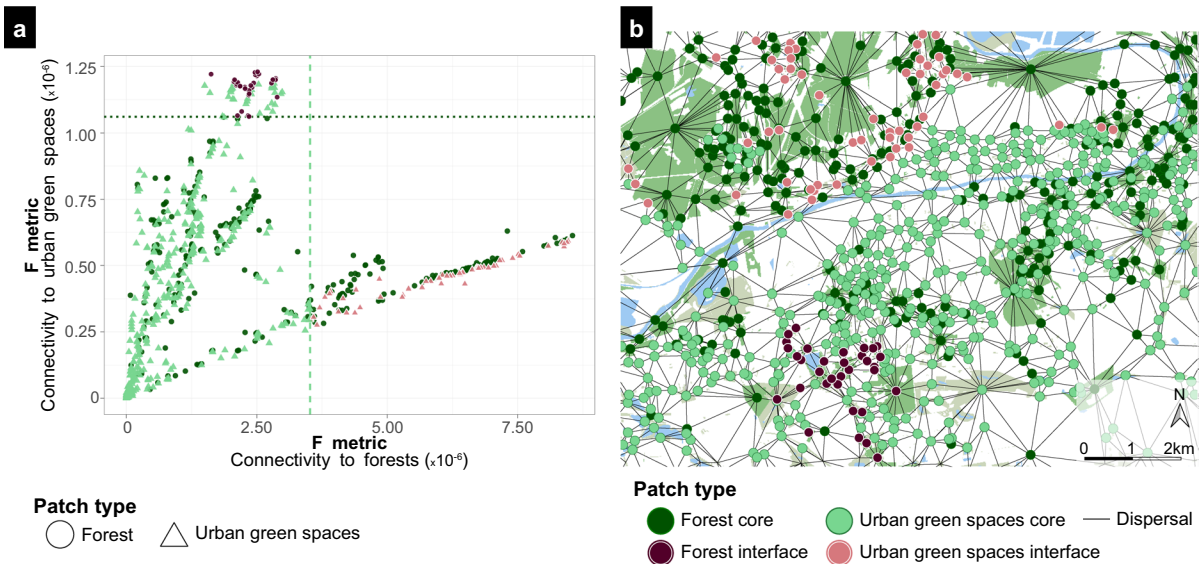 a
F metric
Connectivity to urban green spaces (x10⁻⁶)
1.25
1.00
0.75
0.50
0.25
0
0 2.50 5.00 7.50
F metric
Connectivity to forests (x10⁻⁶)
Patch type
Forest Urban green spaces
b
N
0 1 2km
Patch type
Forest core Urban green spaces core Dispersal
Forest interface Urban green spaces interface